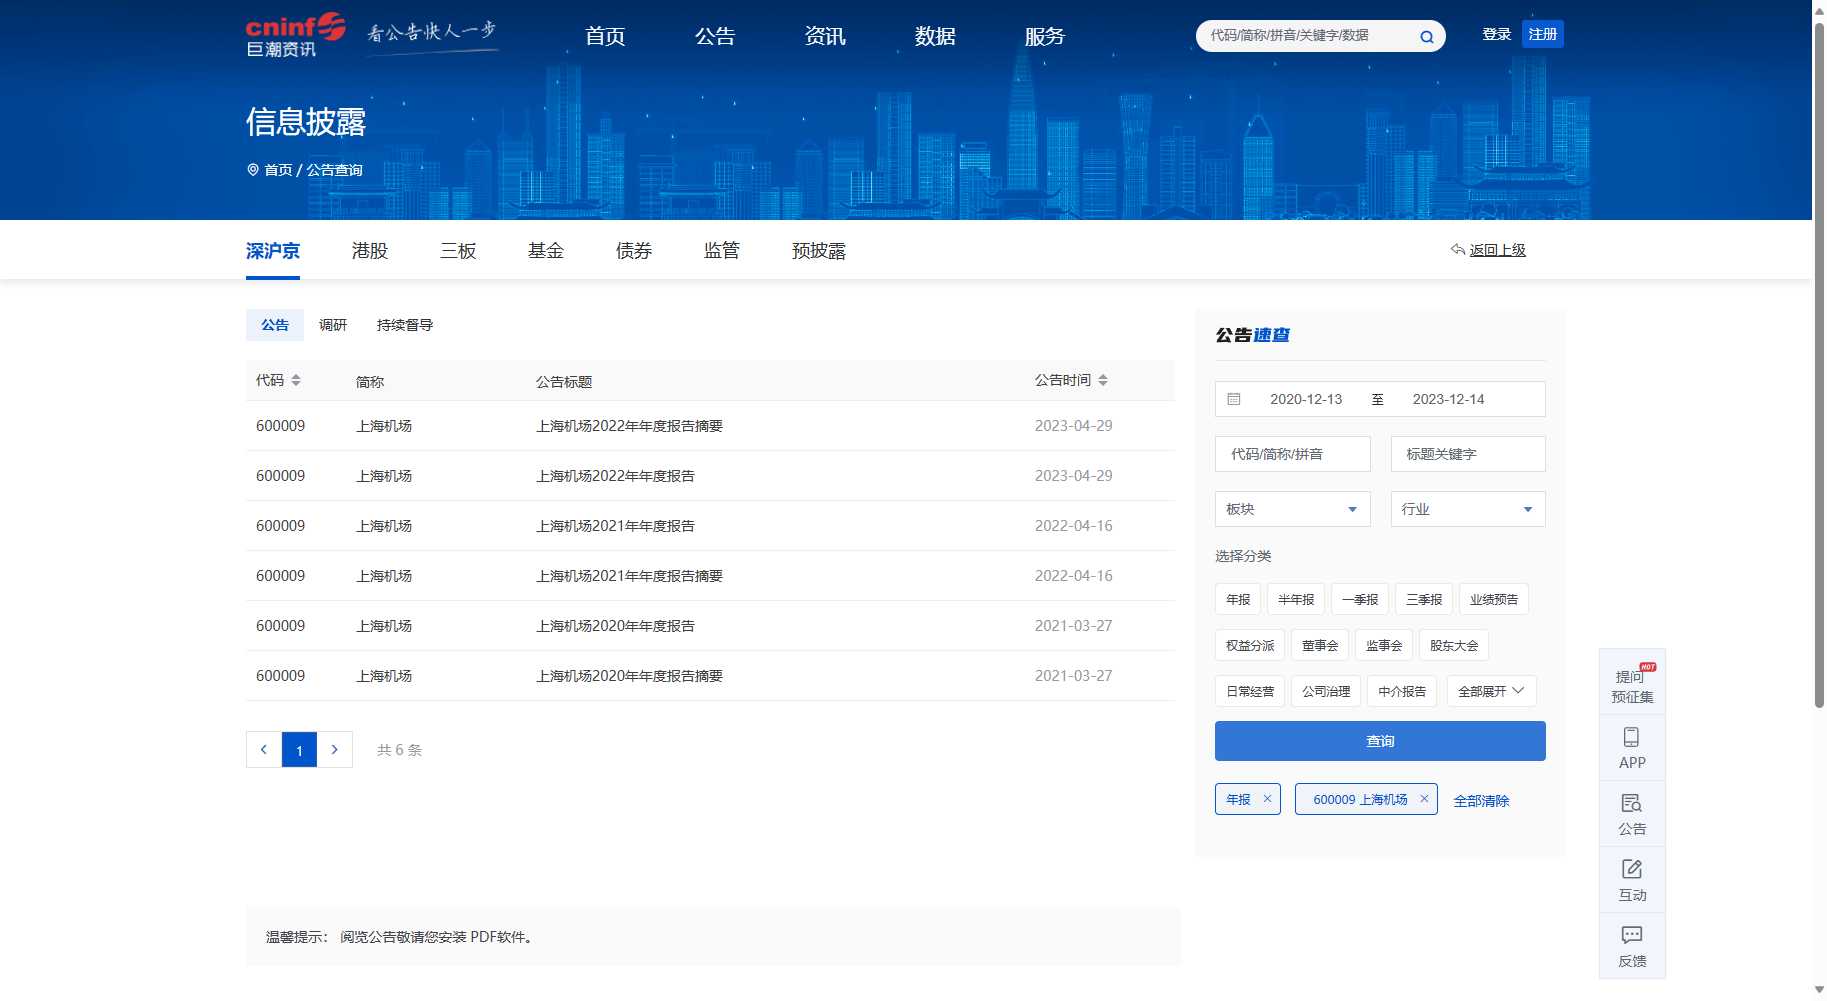 cninf
巨潮资讯
看公告快人一步
首页 公告 资讯 数据 服务
代码/简称/拼音/关键字/数据
登录 注册
信息披露
首页 / 公告查询
深沪京 港股 三板 基金 债券 监管 预披露
返回上级
公告 调研 持续督导
代码 简称 公告标题 公告时间
600009 上海机场 上海机场2022年年度报告摘要 2023-04-29
600009 上海机场 上海机场2022年年度报告 2023-04-29
600009 上海机场 上海机场2021年年度报告 2022-04-16
600009 上海机场 上海机场2021年年度报告摘要 2022-04-16
600009 上海机场 上海机场2020年年度报告 2021-03-27
600009 上海机场 上海机场2020年年度报告摘要 2021-03-27
1
共 6 条
公告速查
2020-12-13 至 2023-12-14
代码/简称/拼音 标题关键字
板块 行业
选择分类
年报 半年报 一季报 三季报 业绩预告
权益分派 董事会 监事会 股东大会
日常经营 公司治理 中介报告 全部展开
查询
年报 × 600009 上海机场 × 全部清除
HOT
提问
预征集
APP
公告
互动
反馈
温馨提示： 阅览公告敬请您安装 PDF软件。